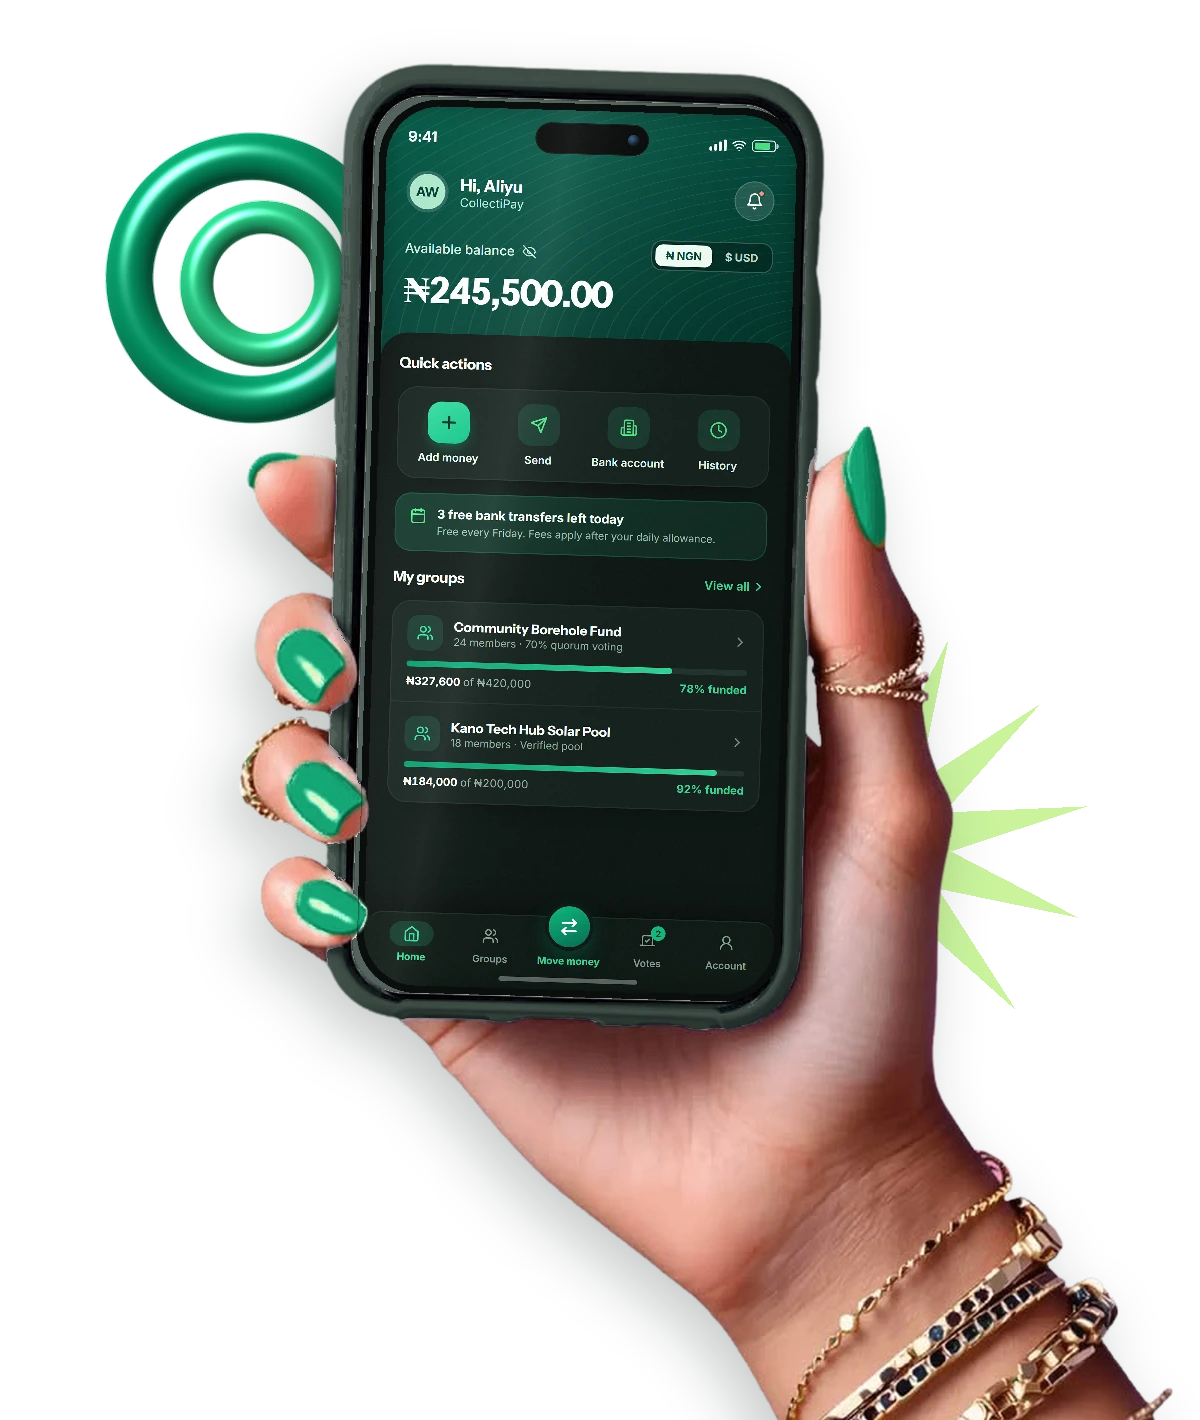 9:41
AW
Hi, Aliyu
CollectiPay
Available balance
₦ NGN
$ USD
₦245,500.00
Quick actions
Add money
Send
Bank account
History
3 free bank transfers left today
Free every Friday. Fees apply after your daily allowance.
My groups
View all
Community Borehole Fund
24 members · 70% quorum voting
₦327,600 of ₦420,000
78% funded
Kano Tech Hub Solar Pool
18 members · Verified pool
₦184,000 of ₦200,000
92% funded
Home
Groups
Move money
2
Votes
Account